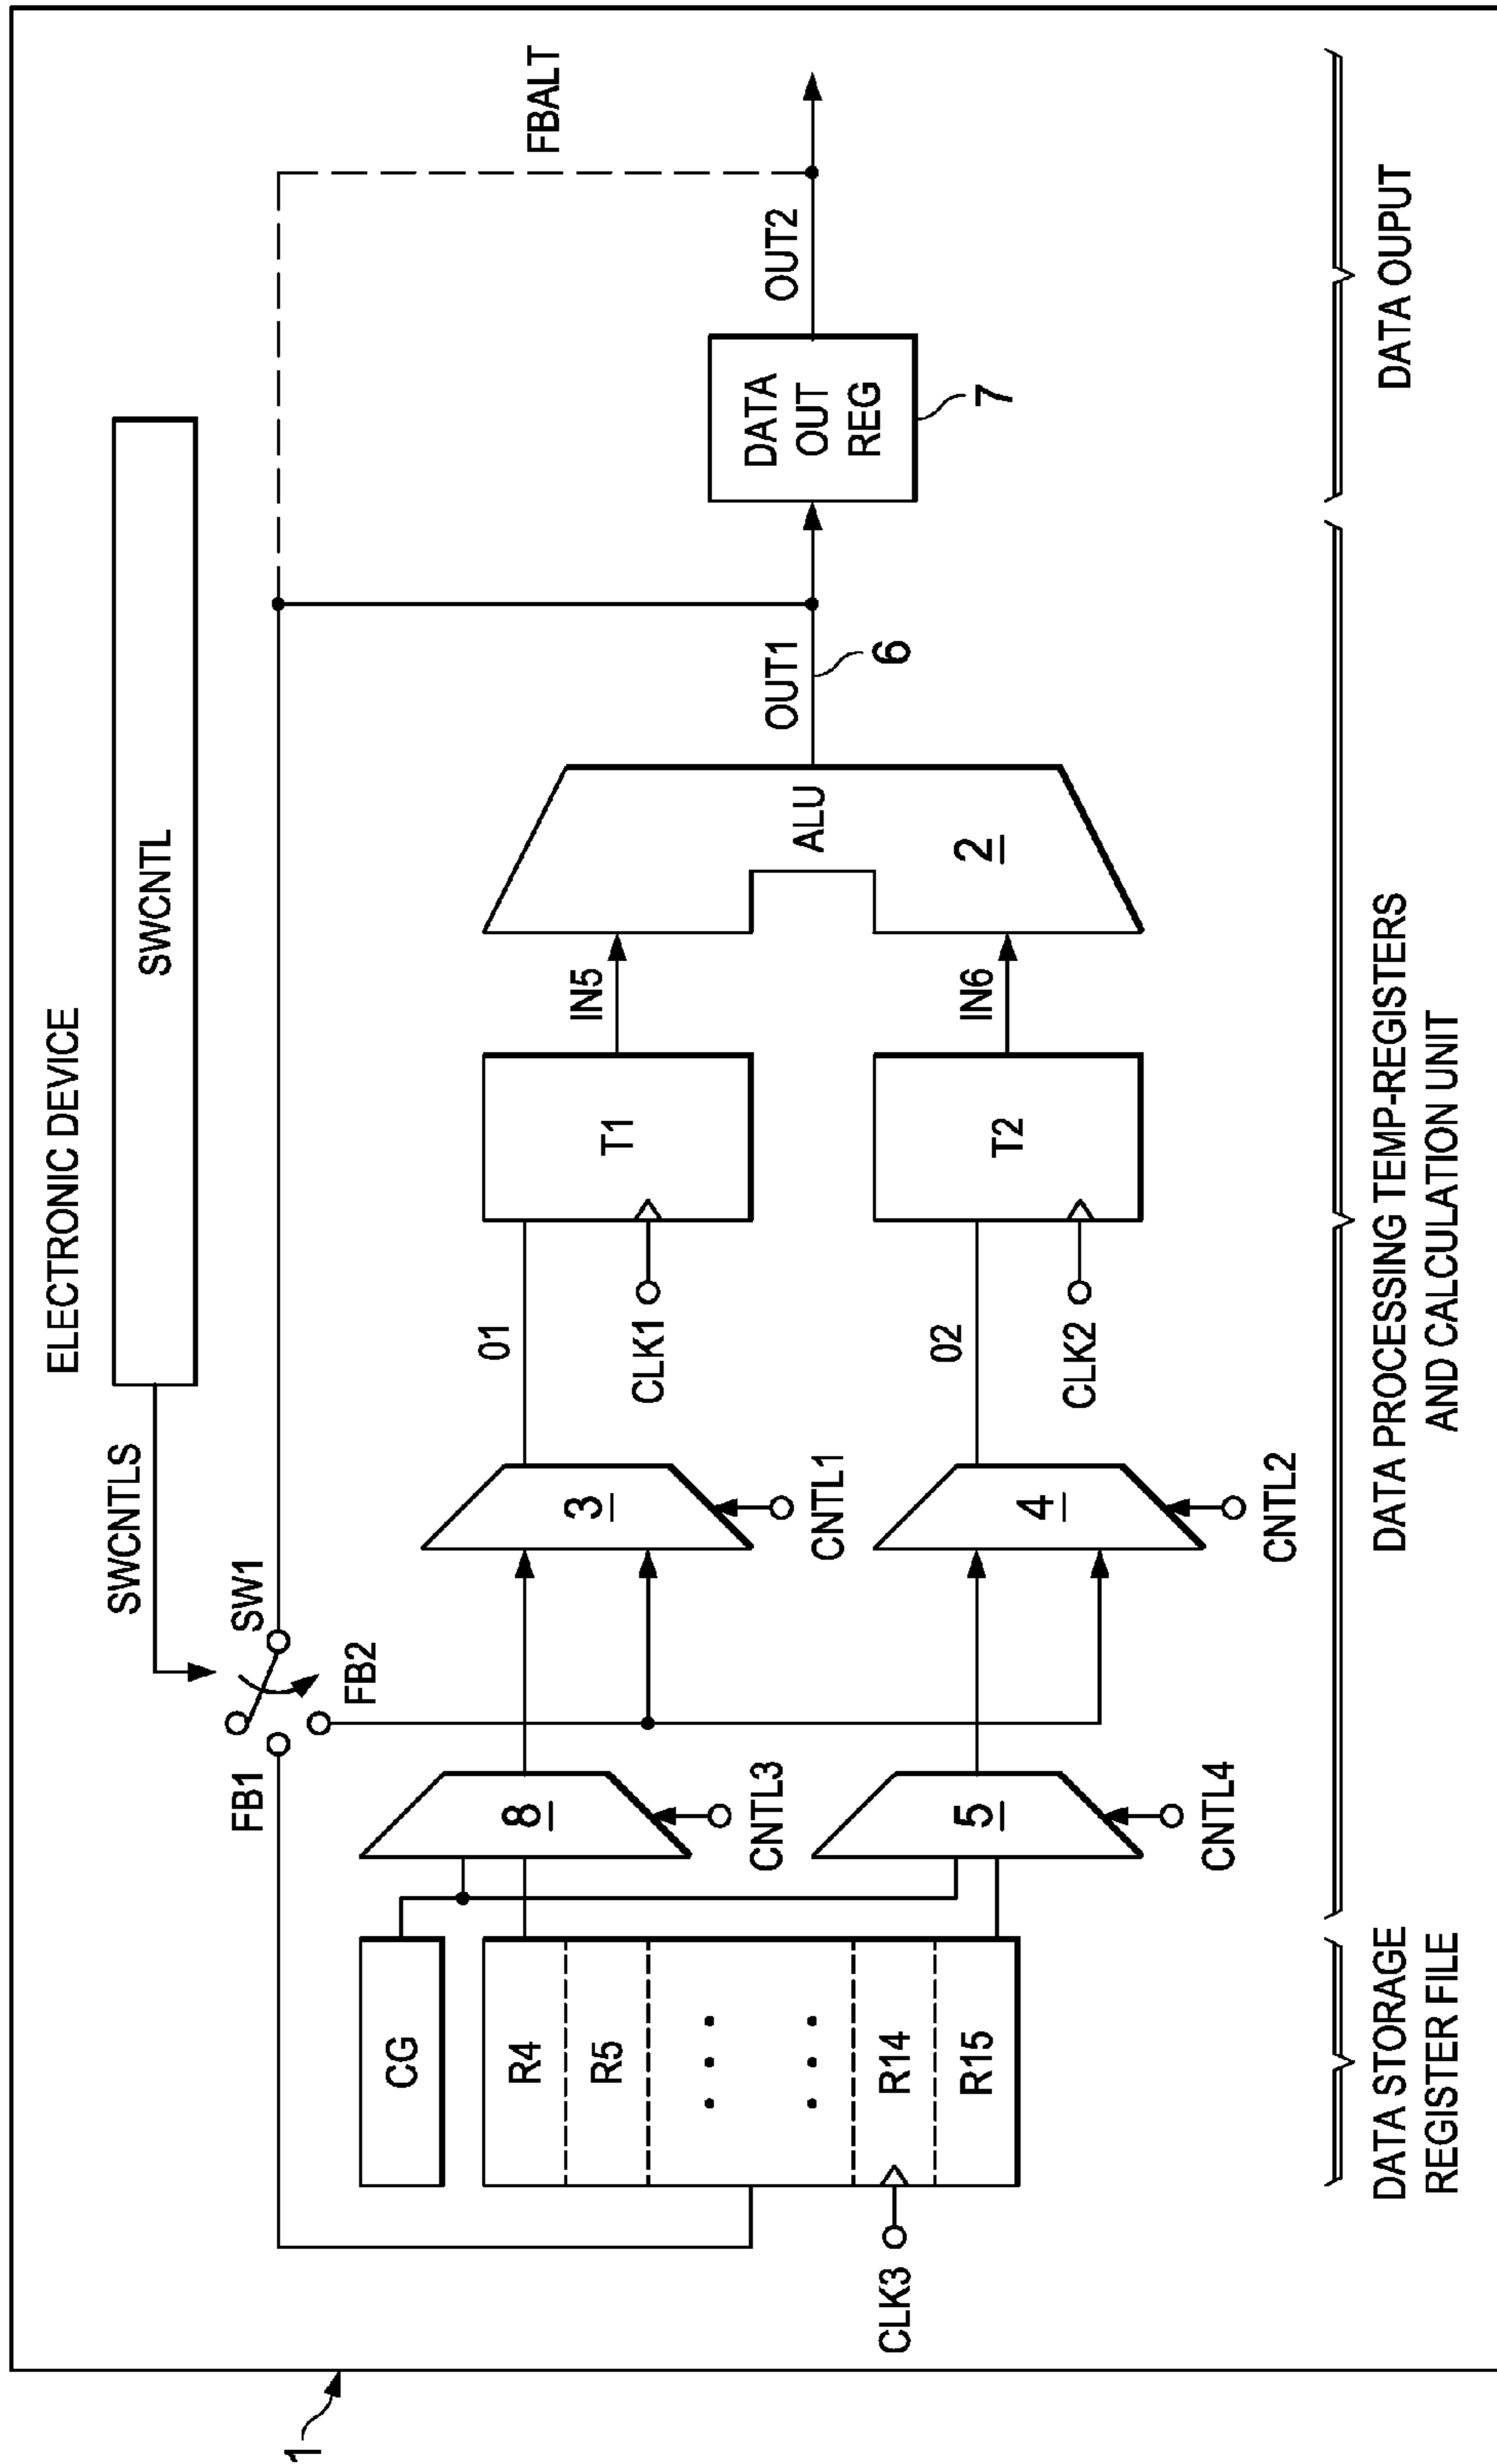 1
ELECTRONIC DEVICE
SWCNTL
SWCNTLS
SW1
FB1
FB2
FBALT
CG
R4
R5
R14
R15
CLK3
8
CNTL3
5
CNTL4
3
CNTL1
4
CNTL2
01
02
CLK1
CLK2
T1
T2
IN5
IN6
ALU
2
OUT1
6
DATA
OUT
REG
7
OUT2
DATA STORAGE
REGISTER FILE
DATA PROCESSING TEMP-REGISTERS
AND CALCULATION UNIT
DATA OUPUT